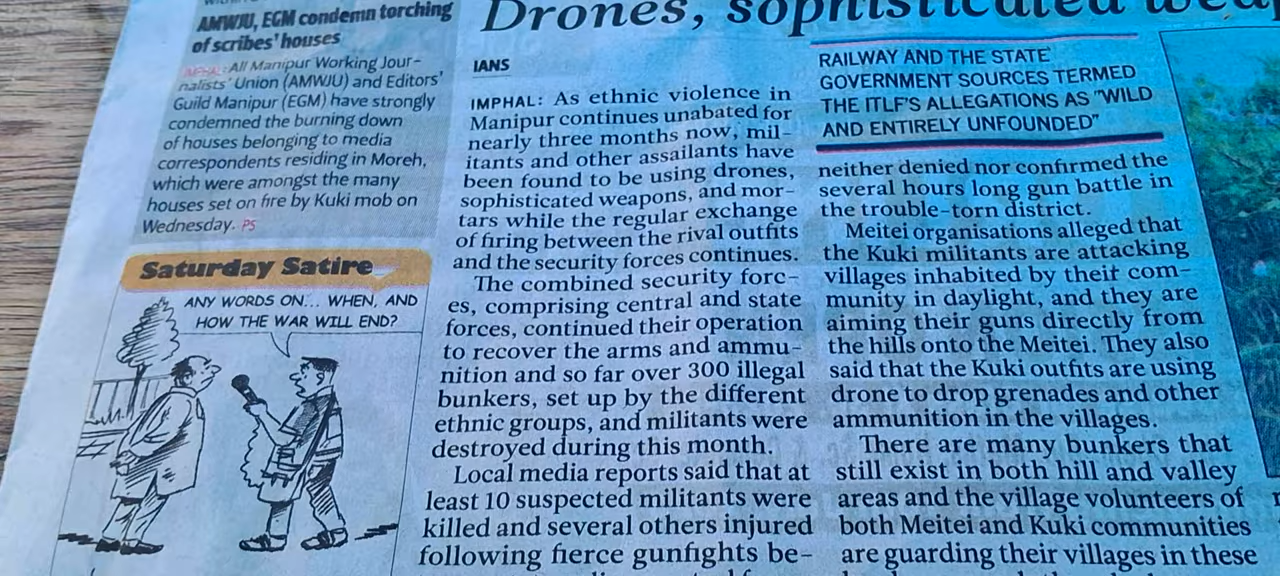 AMWJU, EGM condemn torching
of scribes' houses
IMPHAL: All Manipur Working Jour-
nalists' Union (AMWJU) and Editors'
Guild Manipur (EGM) have strongly
condemned the burning down
of houses belonging to media
correspondents residing in Moreh,
which were amongst the many
houses set on fire by Kuki mob on
Wednesday. PS
Saturday Satire
ANY WORDS ON... WHEN, AND
HOW THE WAR WILL END?
Drones, sophisticated
IANS
IMPHAL: As ethnic violence in
Manipur continues unabated for
nearly three months now, mil-
itants and other assailants have
been found to be using drones,
sophisticated weapons, and mor-
tars while the regular exchange
of firing between the rival outfits
and the security forces continues.
The combined security forc-
es, comprising central and state
forces, continued their operation
to recover the arms and ammu-
nition and so far over 300 illegal
bunkers, set up by the different
ethnic groups, and militants were
destroyed during this month.
Local media reports said that at
least 10 suspected militants were
killed and several others injured
following fierce gunfights be-
RAILWAY AND THE STATE
GOVERNMENT SOURCES TERMED
THE ITLF'S ALLEGATIONS AS "WILD
AND ENTIRELY UNFOUNDED"
neither denied nor confirmed the
several hours long gun battle in
the trouble-torn district.
Meitei organisations alleged that
the Kuki militants are attacking
villages inhabited by their com-
munity in daylight, and they are
aiming their guns directly from
the hills onto the Meitei. They also
said that the Kuki outfits are using
drone to drop grenades and other
ammunition in the villages.
There are many bunkers that
still exist in both hill and valley
areas and the village volunteers of
both Meitei and Kuki communities
are guarding their villages in these